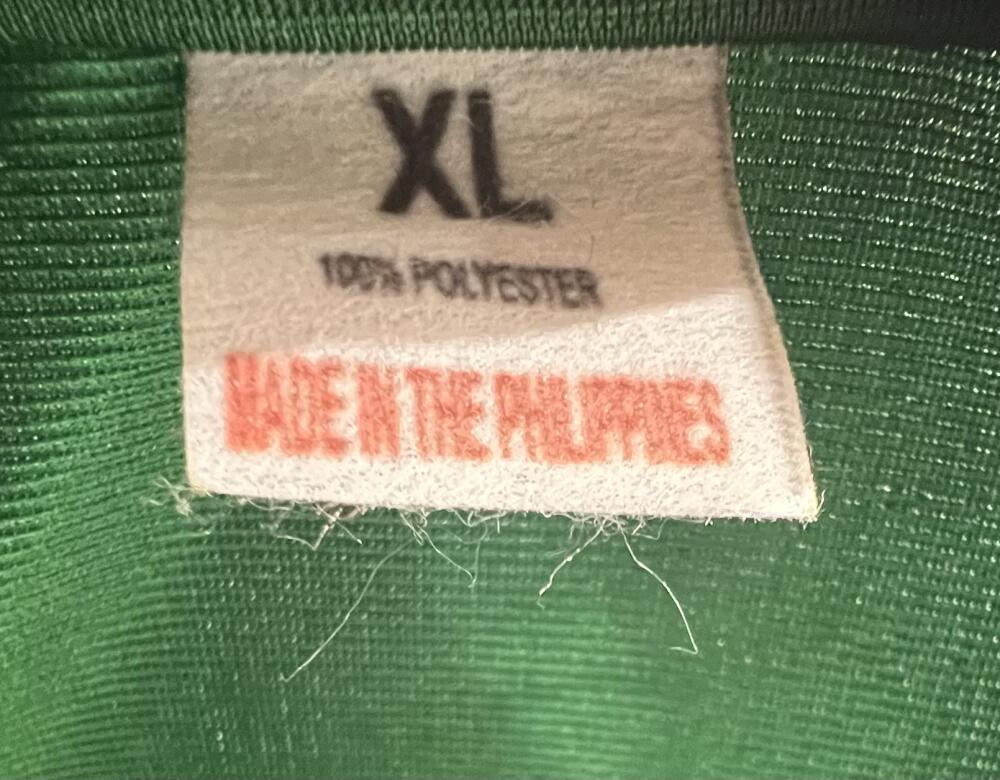 XL
100% POLYESTER
MADE IN THE PHILIPPINES